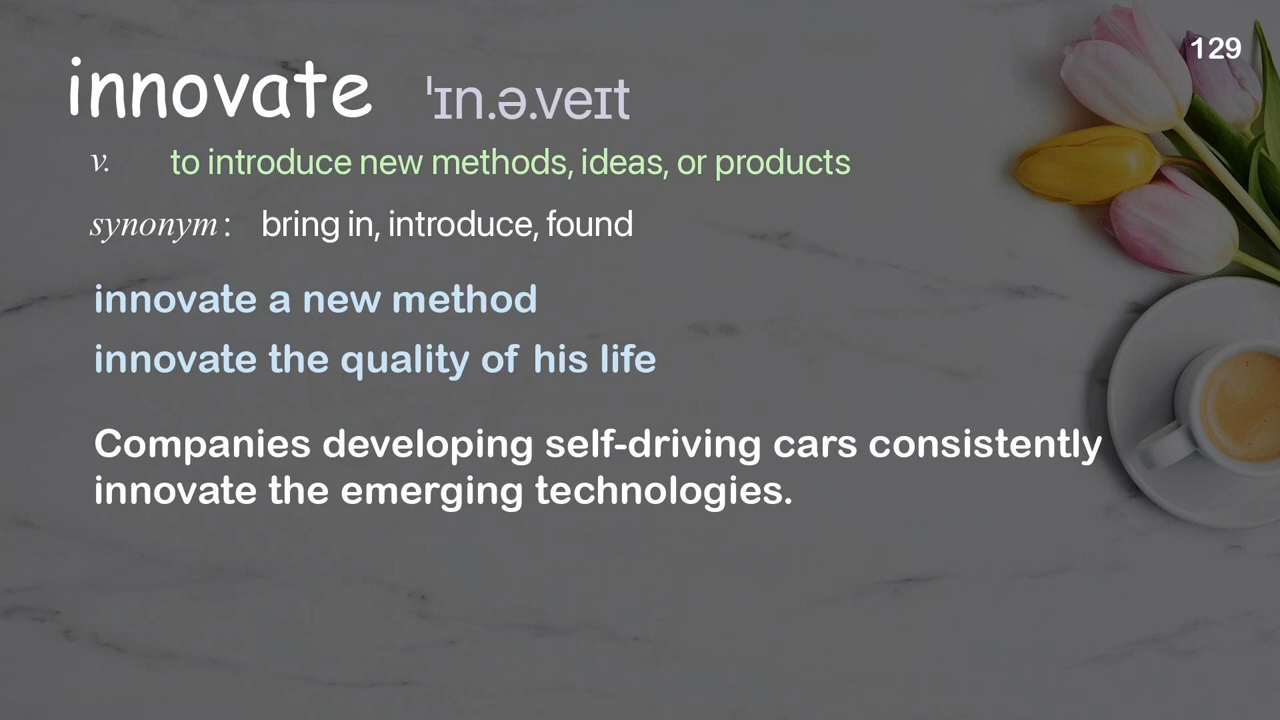 129
innovate ˈɪn.ə.veɪt
v. to introduce new methods, ideas, or products
synonym: bring in, introduce, found
innovate a new method
innovate the quality of his life
Companies developing self-driving cars consistently
innovate the emerging technologies.